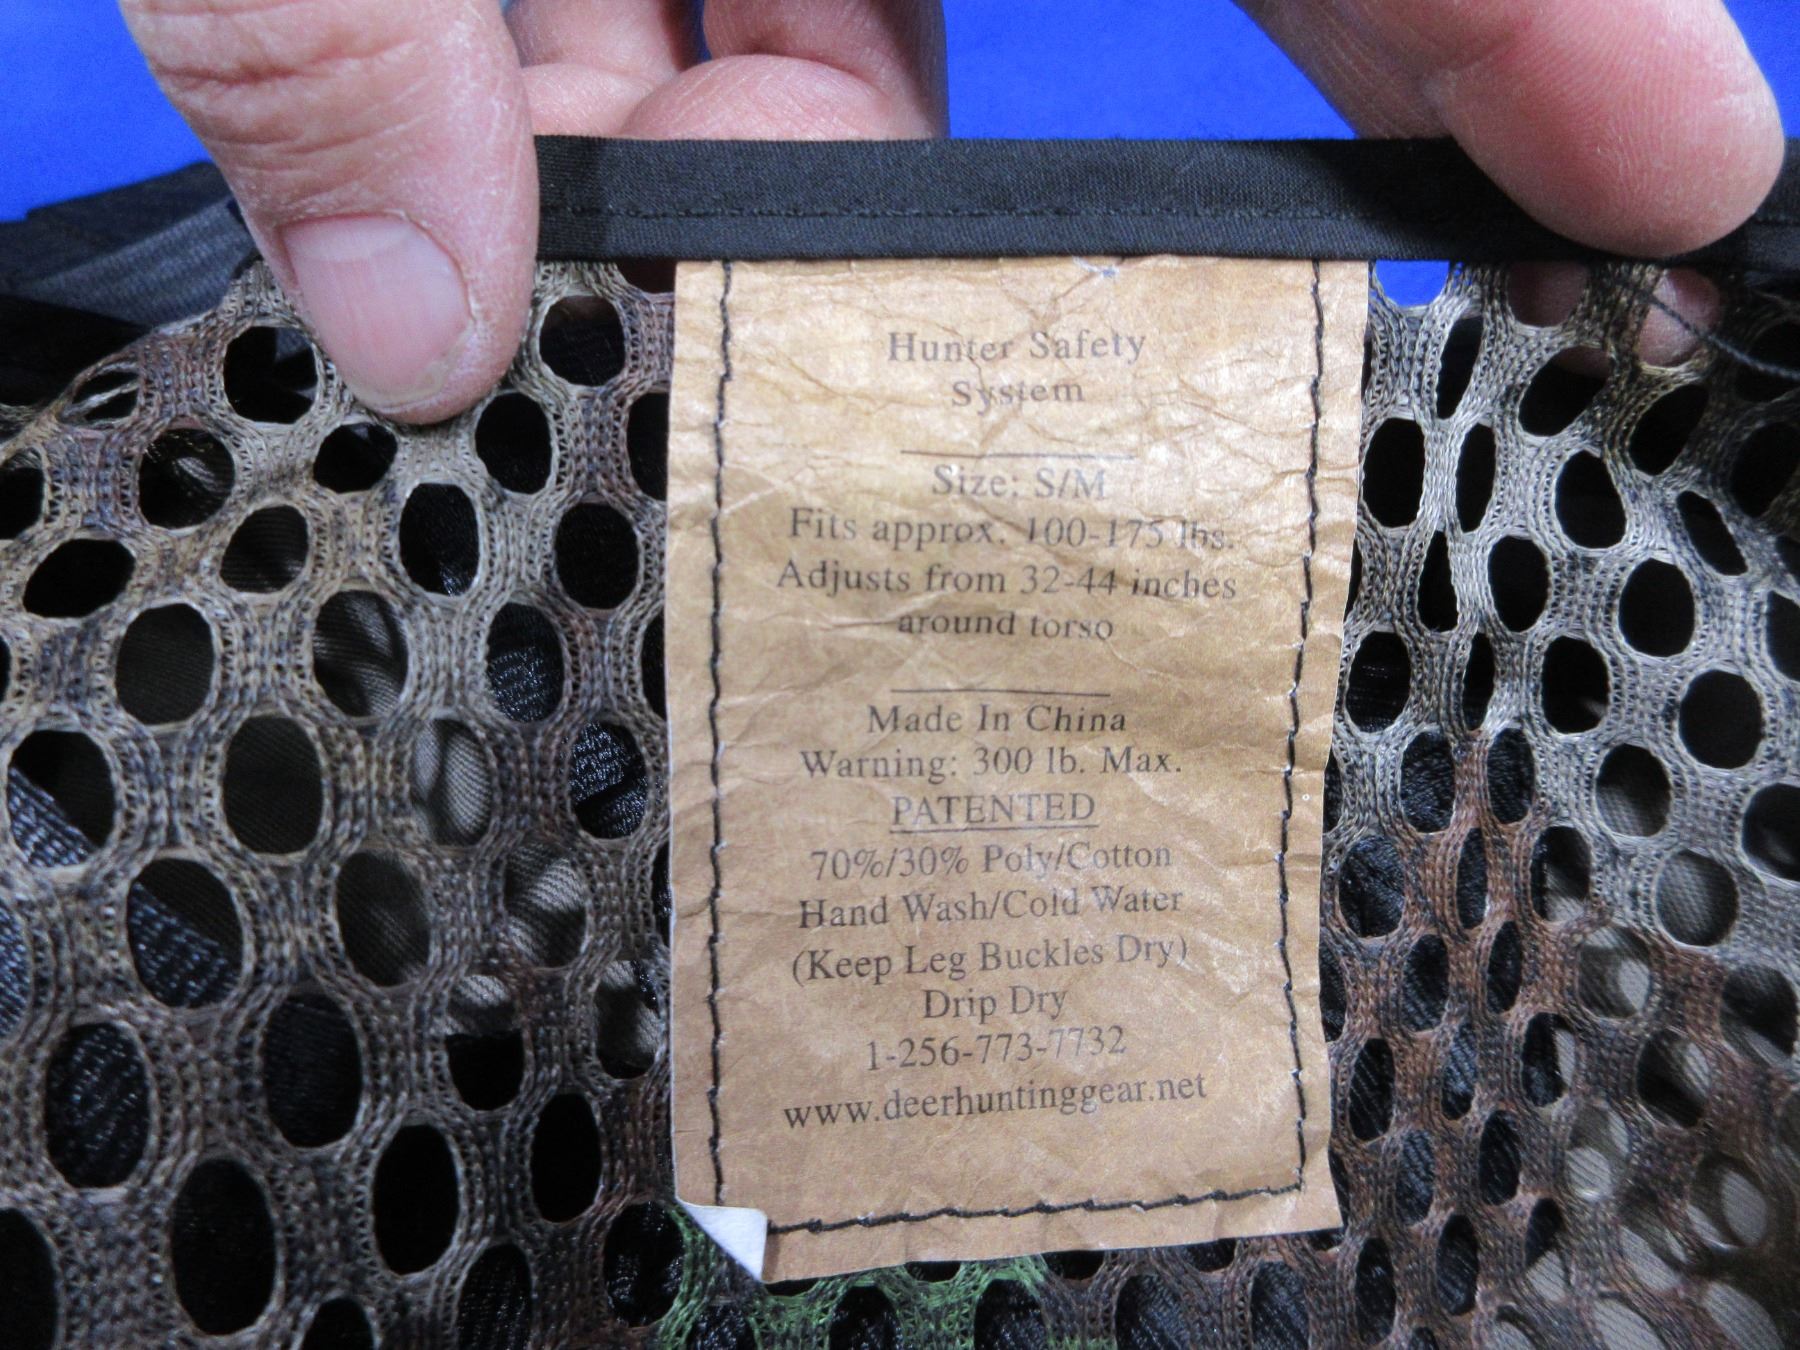 Hunter Safety
System
Size: S/M
Fits approx. 100-175 lbs.
Adjusts from 32-44 inches
around torso
Made In China
Warning: 300 lb. Max.
PATENTED
70%/30% Poly/Cotton
Hand Wash/Cold Water
(Keep Leg Buckles Dry)
Drip Dry
1-256-773-7732
www.deerhuntinggear.net